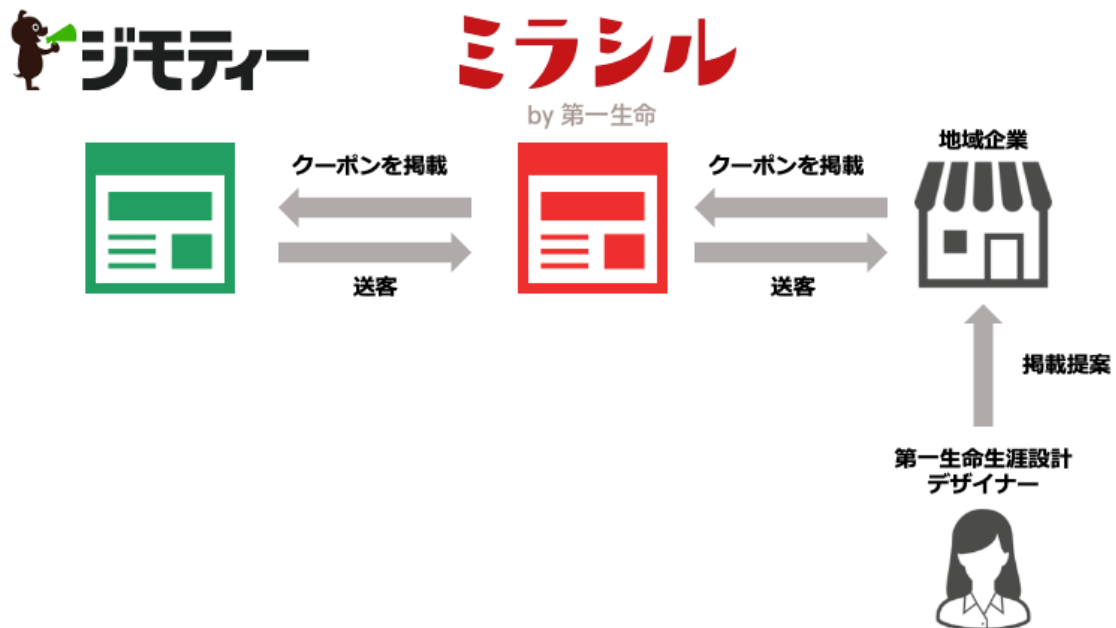 ジモティー
ミラシル
by 第一生命
クーポンを掲載
送客
クーポンを掲載
送客
地域企業
掲載提案
第一生命生涯設計
デザイナー